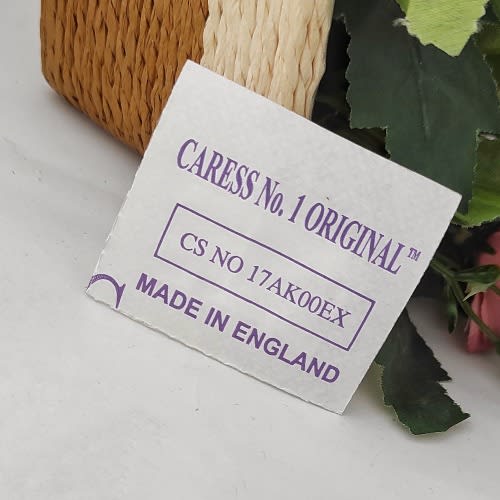 CARESS No. 1 ORIGINAL™
CS NO 17AK00EX
MADE IN ENGLAND